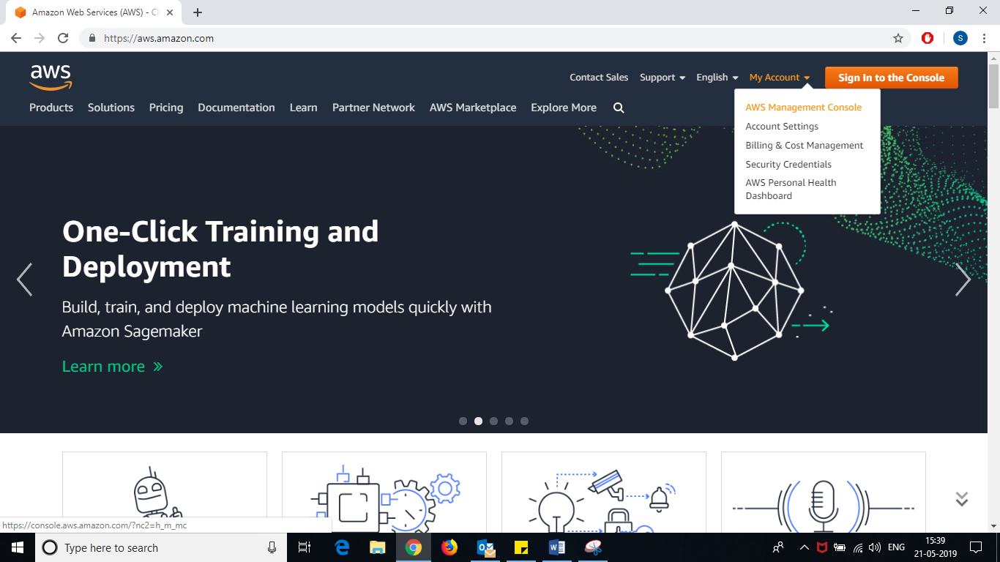 Amazon Web Services (AWS) - Cl
https://aws.amazon.com
S
aws
Contact Sales Support English My Account Sign In to the Console
Products Solutions Pricing Documentation Learn Partner Network AWS Marketplace Explore More
AWS Management Console
Account Settings
Billing & Cost Management
Security Credentials
AWS Personal Health
Dashboard
One-Click Training and
Deployment
Build, train, and deploy machine learning models quickly with
Amazon Sagemaker
Learn more »
https://console.aws.amazon.com/?nc2=h_m_mc
Type here to search
ENG
15:39
21-05-2019